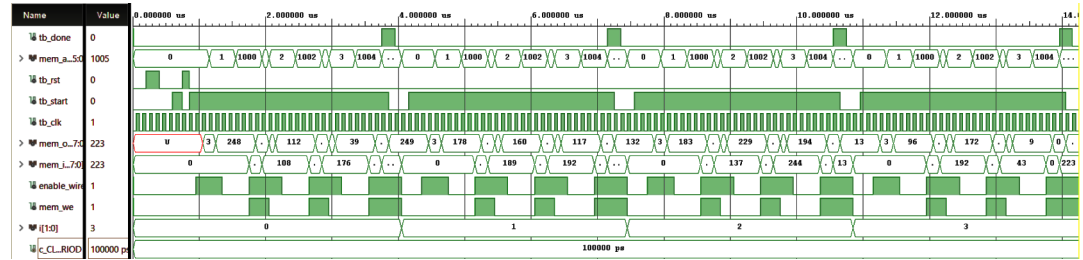 Name Value 0.000000 us 2.000000 us 4.000000 us 6.000000 us 8.000000 us 10.000000 us 12.000000 us 14.
tb_done 0
mem_a...5:0 1005 0 1 1000 2 1002 3 1004 .. 0 1 1000 2 1002 3 1004 .. 0 1 1000 2 1002 3 1004 .. 0 1 1000 2 1002 3 1004 ..
tb_rst 0
tb_start 0
tb_clk 1
mem_o...7:0 223 U 3 248 . 112 . 39 . 249 3 178 . 160 . 117 . 132 3 183 . 229 . 194 . 13 3 96 . 172 . 9 0 .
mem_i...7:0] 223 0 . 108 . 176 . .. 0 . 189 . 192 . . 0 . 137 . 244 . 13 0 . 192 . 43 0 223
enable_wire 1
mem_we 1
i[1:0] 3 0 1 2 3
c_CL...RIOD 100000 ps 100000 ps